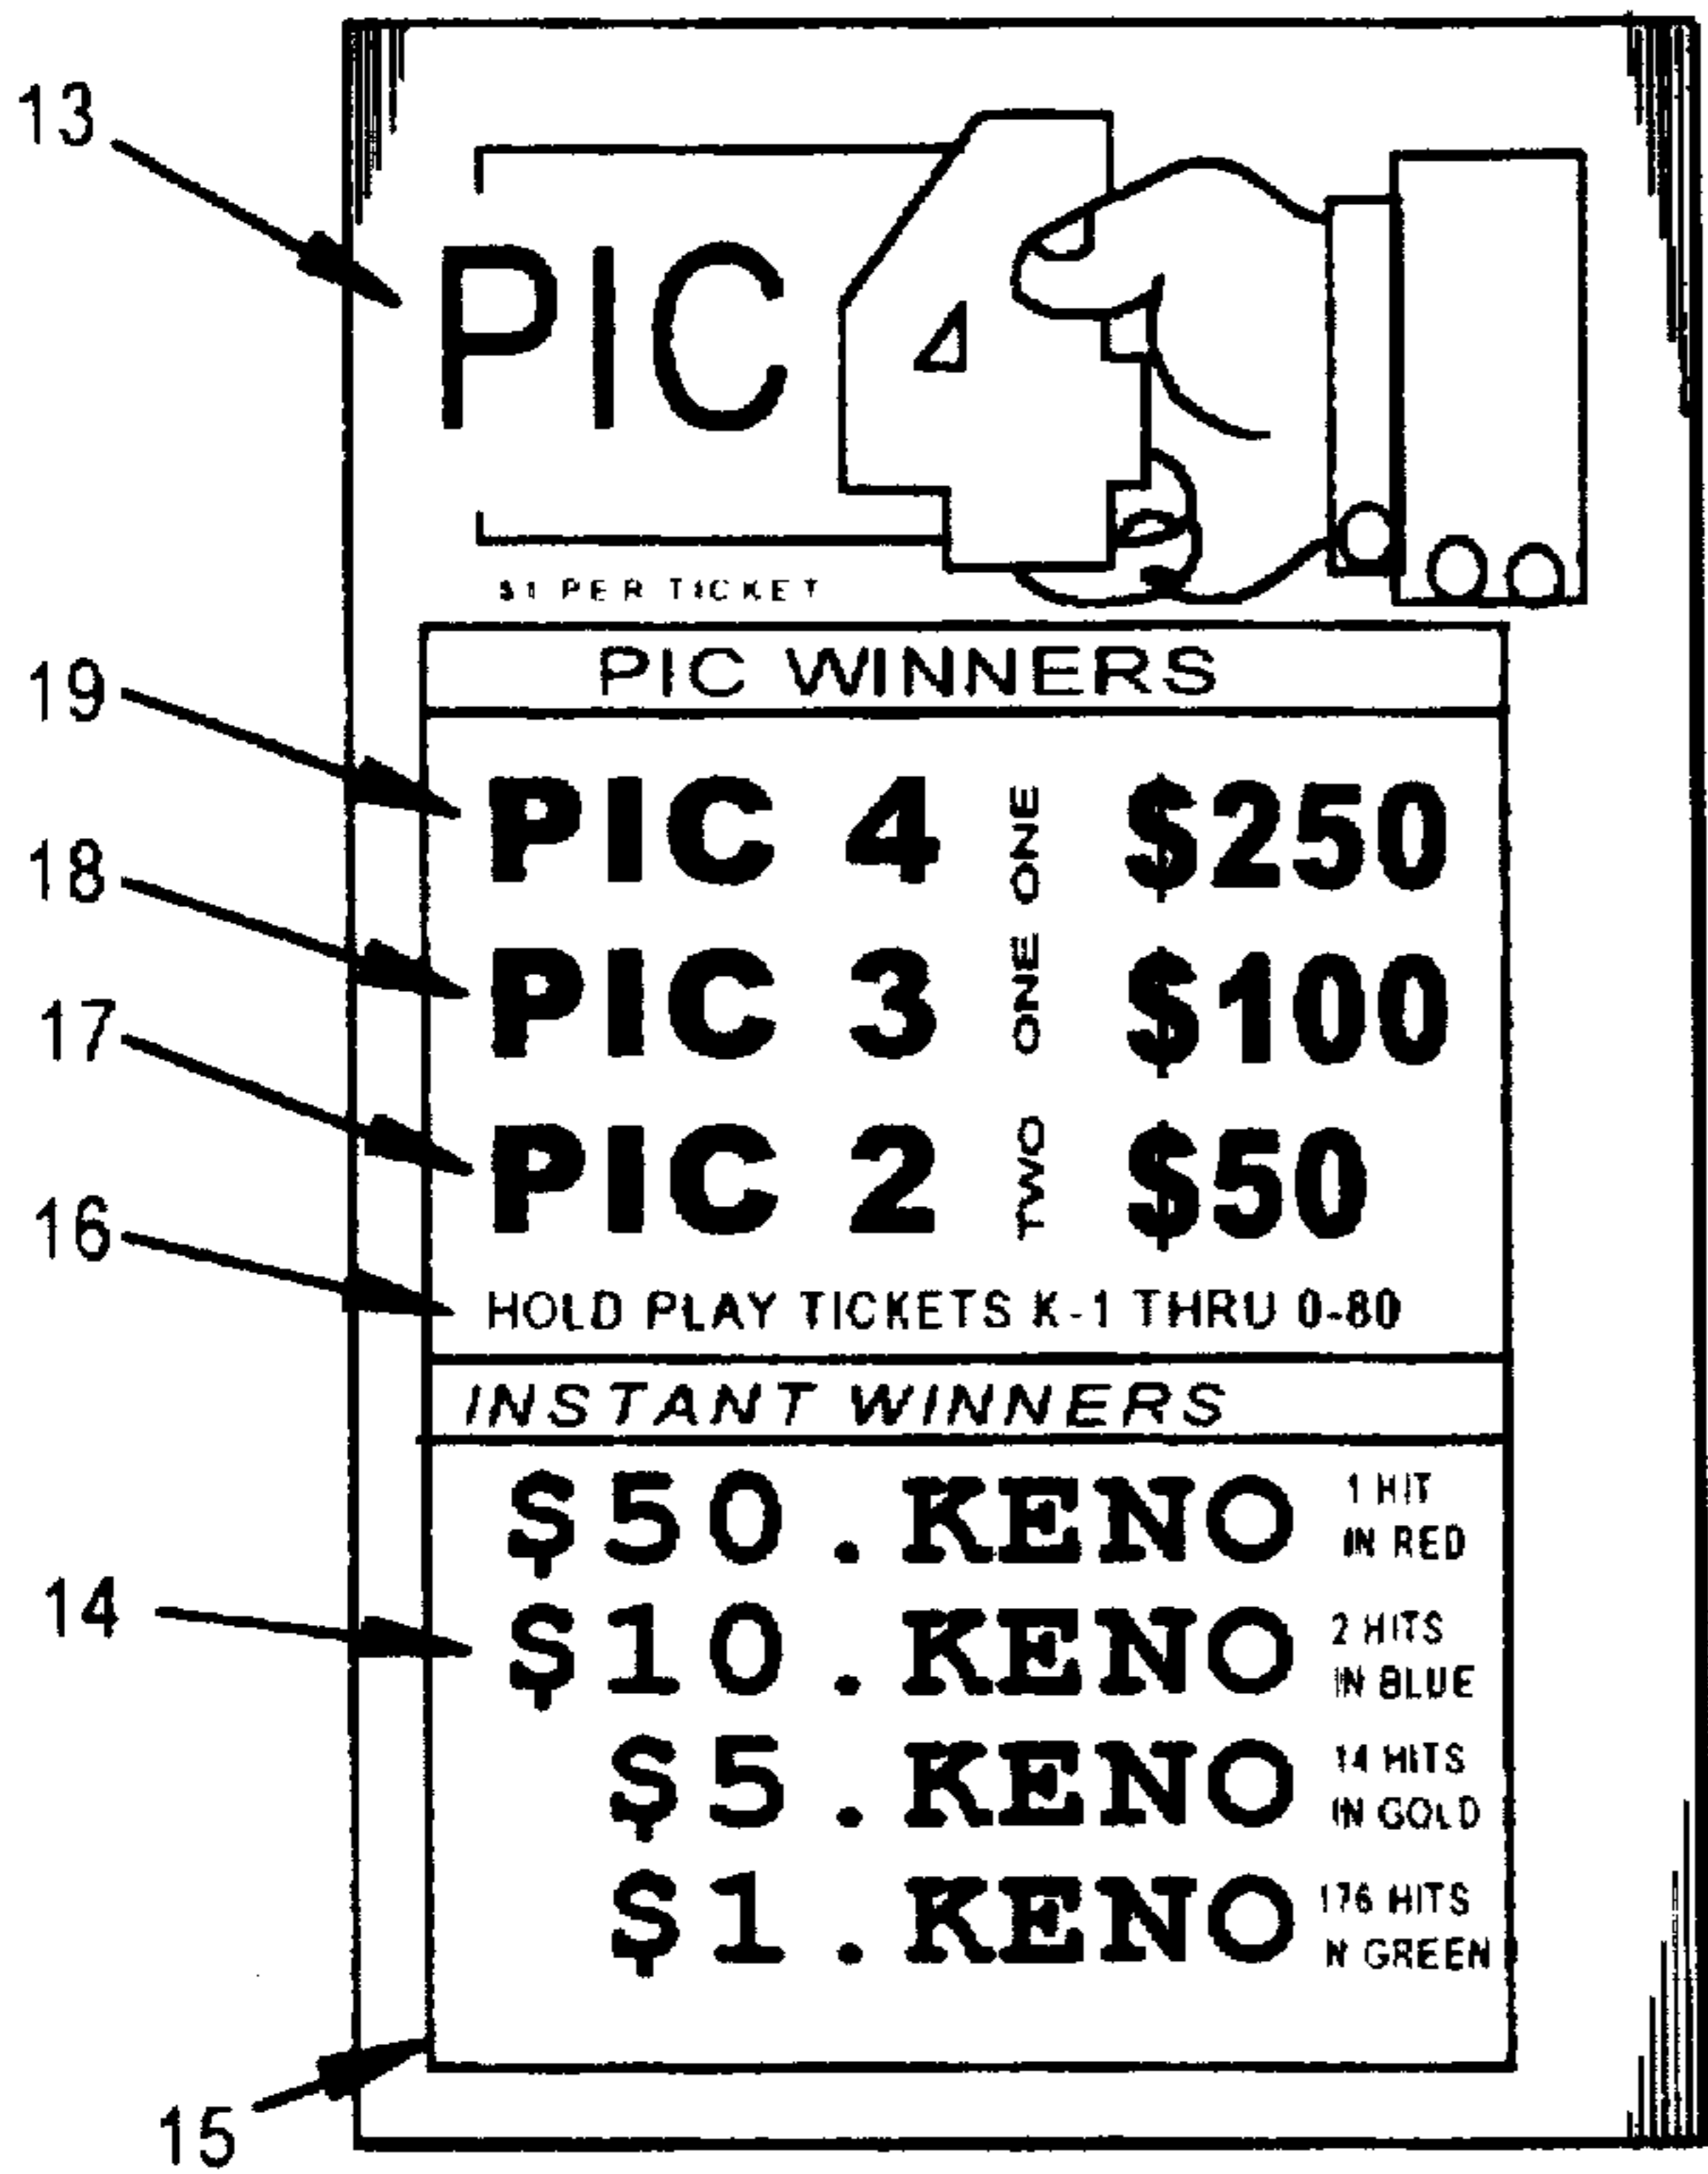 13
PIC 4
$1 PER TICKET
PIC WINNERS
19
PIC 4 ONE $250
18
PIC 3 ONE $100
17
PIC 2 TWO $50
16
HOLD PLAY TICKETS K-1 THRU 0-80
INSTANT WINNERS
$50.KENO 1 HIT
IN RED
14
$10.KENO 2 HITS
IN BLUE
$5.KENO 14 HITS
IN GOLD
$1.KENO 176 HITS
IN GREEN
15